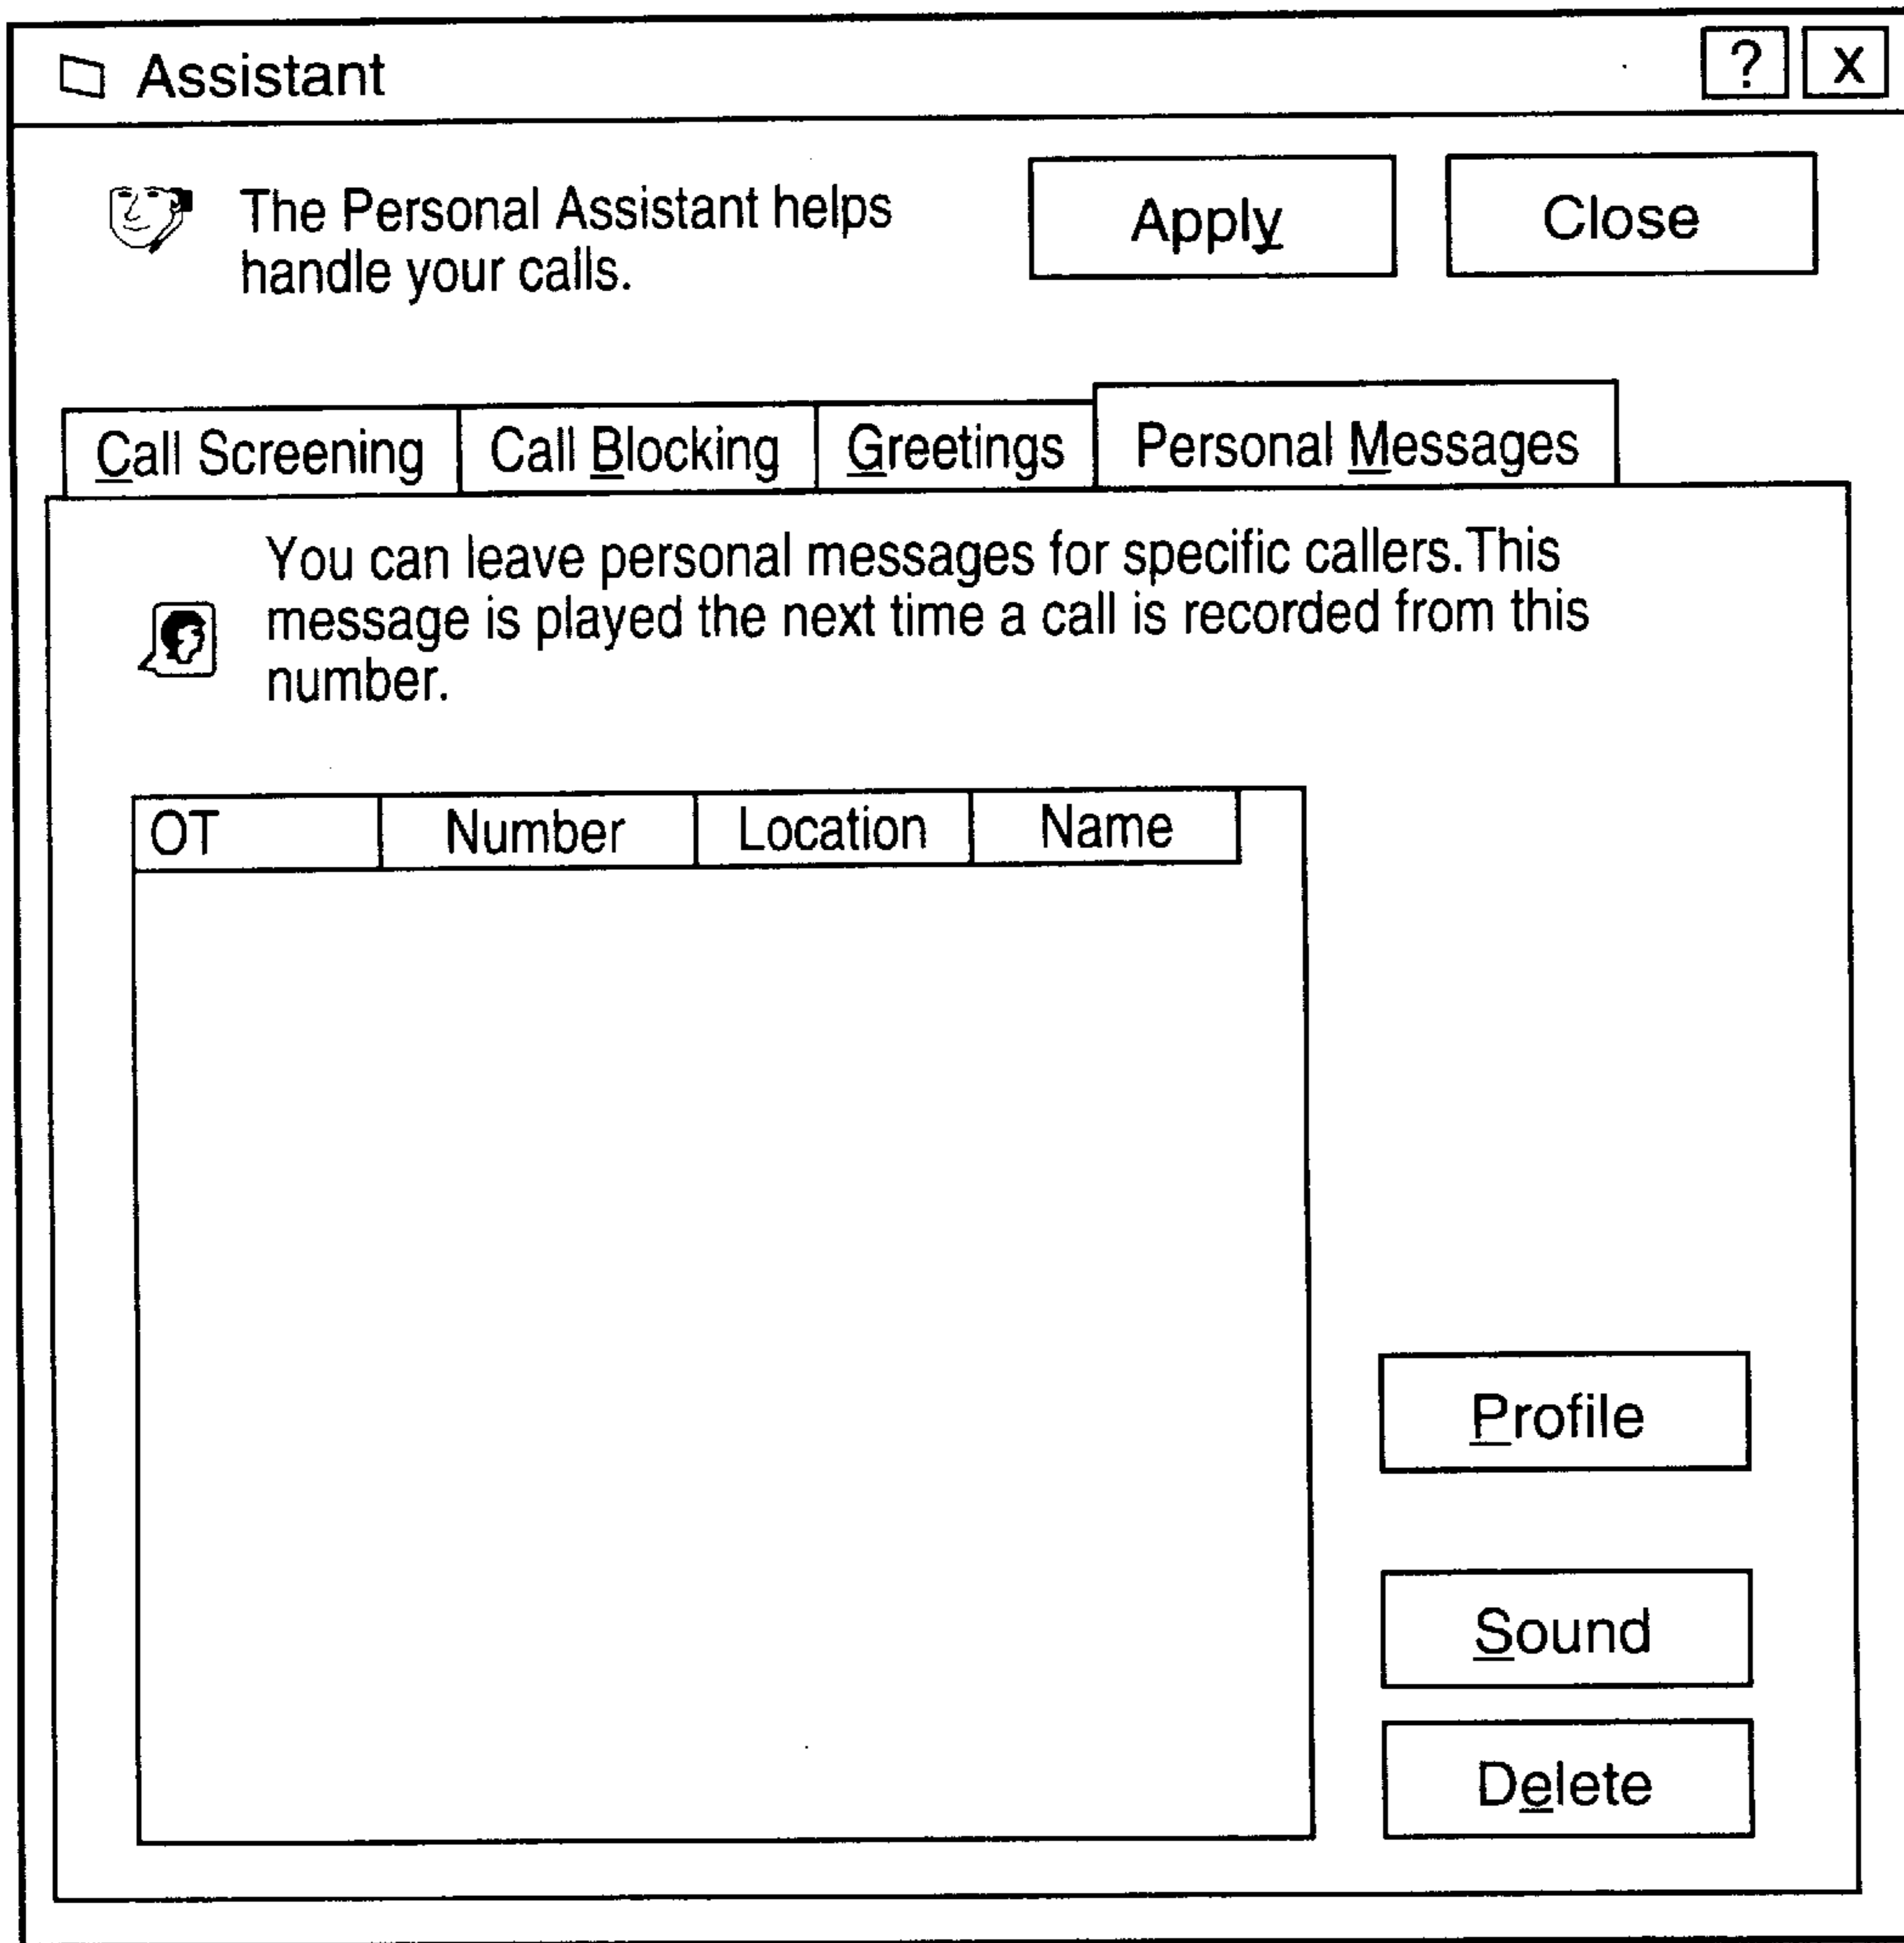 Assistant ? X
The Personal Assistant helps
handle your calls.
Apply Close
Call Screening Call Blocking Greetings Personal Messages
You can leave personal messages for specific callers.This
message is played the next time a call is recorded from this
number.
OT Number Location Name
Profile
Sound
Delete